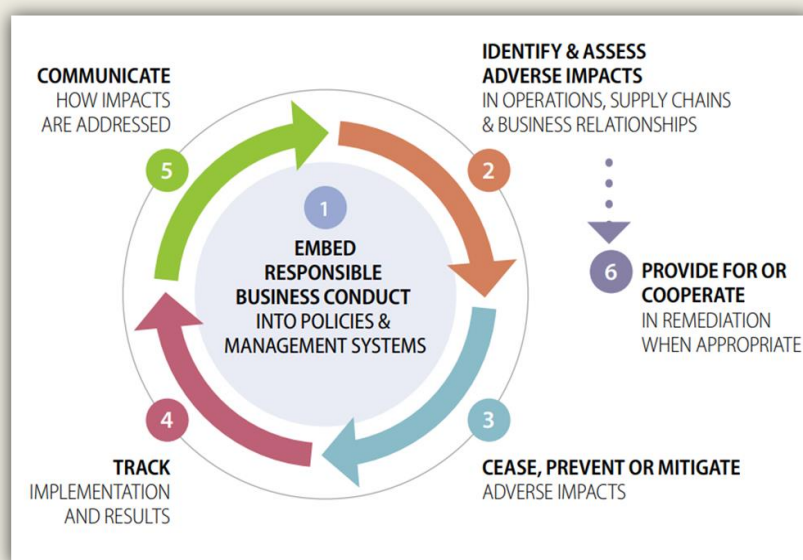 1
EMBED
RESPONSIBLE
BUSINESS CONDUCT
INTO POLICIES &
MANAGEMENT SYSTEMS
IDENTIFY & ASSESS
ADVERSE IMPACTS
IN OPERATIONS, SUPPLY CHAINS
& BUSINESS RELATIONSHIPS
2
CEASE, PREVENT OR MITIGATE
ADVERSE IMPACTS
3
TRACK
IMPLEMENTATION
AND RESULTS
4
COMMUNICATE
HOW IMPACTS
ARE ADDRESSED
5
6
PROVIDE FOR OR
COOPERATE
IN REMEDIATION
WHEN APPROPRIATE